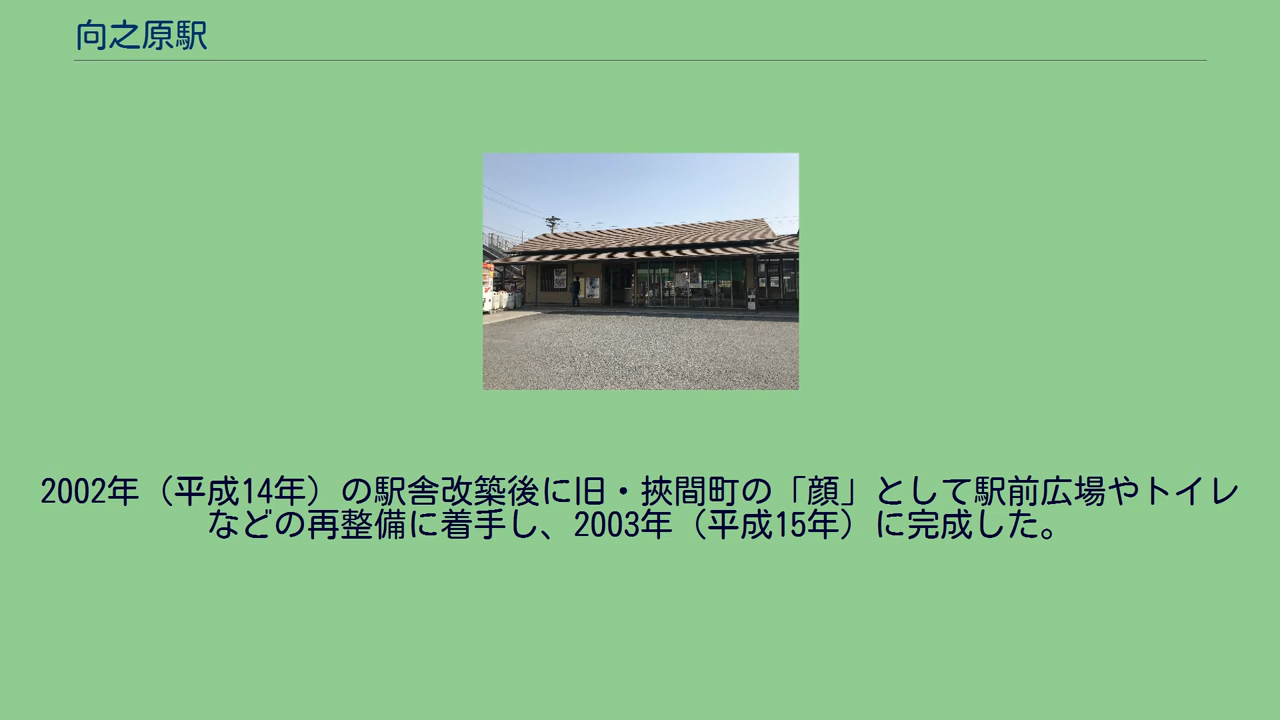 向之原駅
2002年（平成14年）の駅舎改築後に旧・挾間町の「顔」として駅前広場やトイレ
などの再整備に着手し、2003年（平成15年）に完成した。